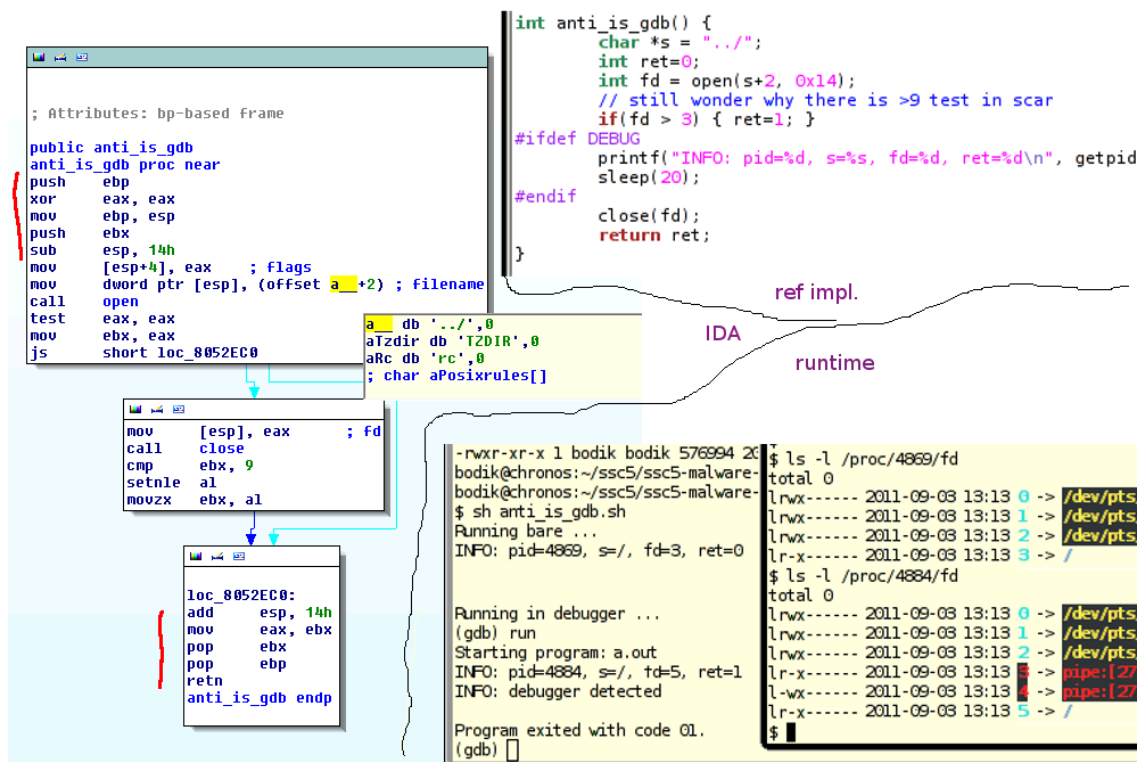 ; Attributes: bp-based frame
public anti_is_gdb
anti_is_gdb proc near
push ebp
xor eax, eax
mov ebp, esp
push ebx
sub esp, 14h
mov [esp+4], eax ; flags
mov dword ptr [esp], (offset a__+2) ; filename
call open
test eax, eax
mov ebx, eax
js short loc_8052EC0
a__ db '../',0
aTzdir db 'TZDIR',0
aRc db 'rc',0
; char aPosixrules[]
mov [esp], eax ; fd
call close
cmp ebx, 9
setnle al
movzx ebx, al
loc_8052EC0:
add esp, 14h
mov eax, ebx
pop ebx
pop ebp
retn
anti_is_gdb endp
int anti_is_gdb() {
char *s = "../";
int ret=0;
int fd = open(s+2, 0x14);
// still wonder why there is >9 test in scar
if(fd > 3) { ret=1; }
#ifdef DEBUG
printf("INFO: pid=%d, s=%s, fd=%d, ret=%d\n", getpid
sleep(20);
#endif
close(fd);
return ret;
}
ref impl.
IDA
runtime
-rwxr-xr-x 1 bodik bodik 576994 20
bodik@chronos:~/ssc5/ssc5-malware-
bodik@chronos:~/ssc5/ssc5-malware-
$ sh anti_is_gdb.sh
Running bare ...
INFO: pid=4869, s=/, fd=3, ret=0
Running in debugger ...
(gdb) run
Starting program: a.out
INFO: pid=4884, s=/, fd=5, ret=1
INFO: debugger detected
Program exited with code 01.
(gdb)
$ ls -l /proc/4869/fd
total 0
lrwx------ 2011-09-03 13:13 0 -> /dev/pts/
lrwx------ 2011-09-03 13:13 1 -> /dev/pts/
lrwx------ 2011-09-03 13:13 2 -> /dev/pts/
lr-x------ 2011-09-03 13:13 3 -> /
$ ls -l /proc/4884/fd
total 0
lrwx------ 2011-09-03 13:13 0 -> /dev/pts/
lrwx------ 2011-09-03 13:13 1 -> /dev/pts/
lrwx------ 2011-09-03 13:13 2 -> /dev/pts/
lr-x------ 2011-09-03 13:13 3 -> pipe:[27
l-wx------ 2011-09-03 13:13 4 -> pipe:[27
lr-x------ 2011-09-03 13:13 5 -> /
$